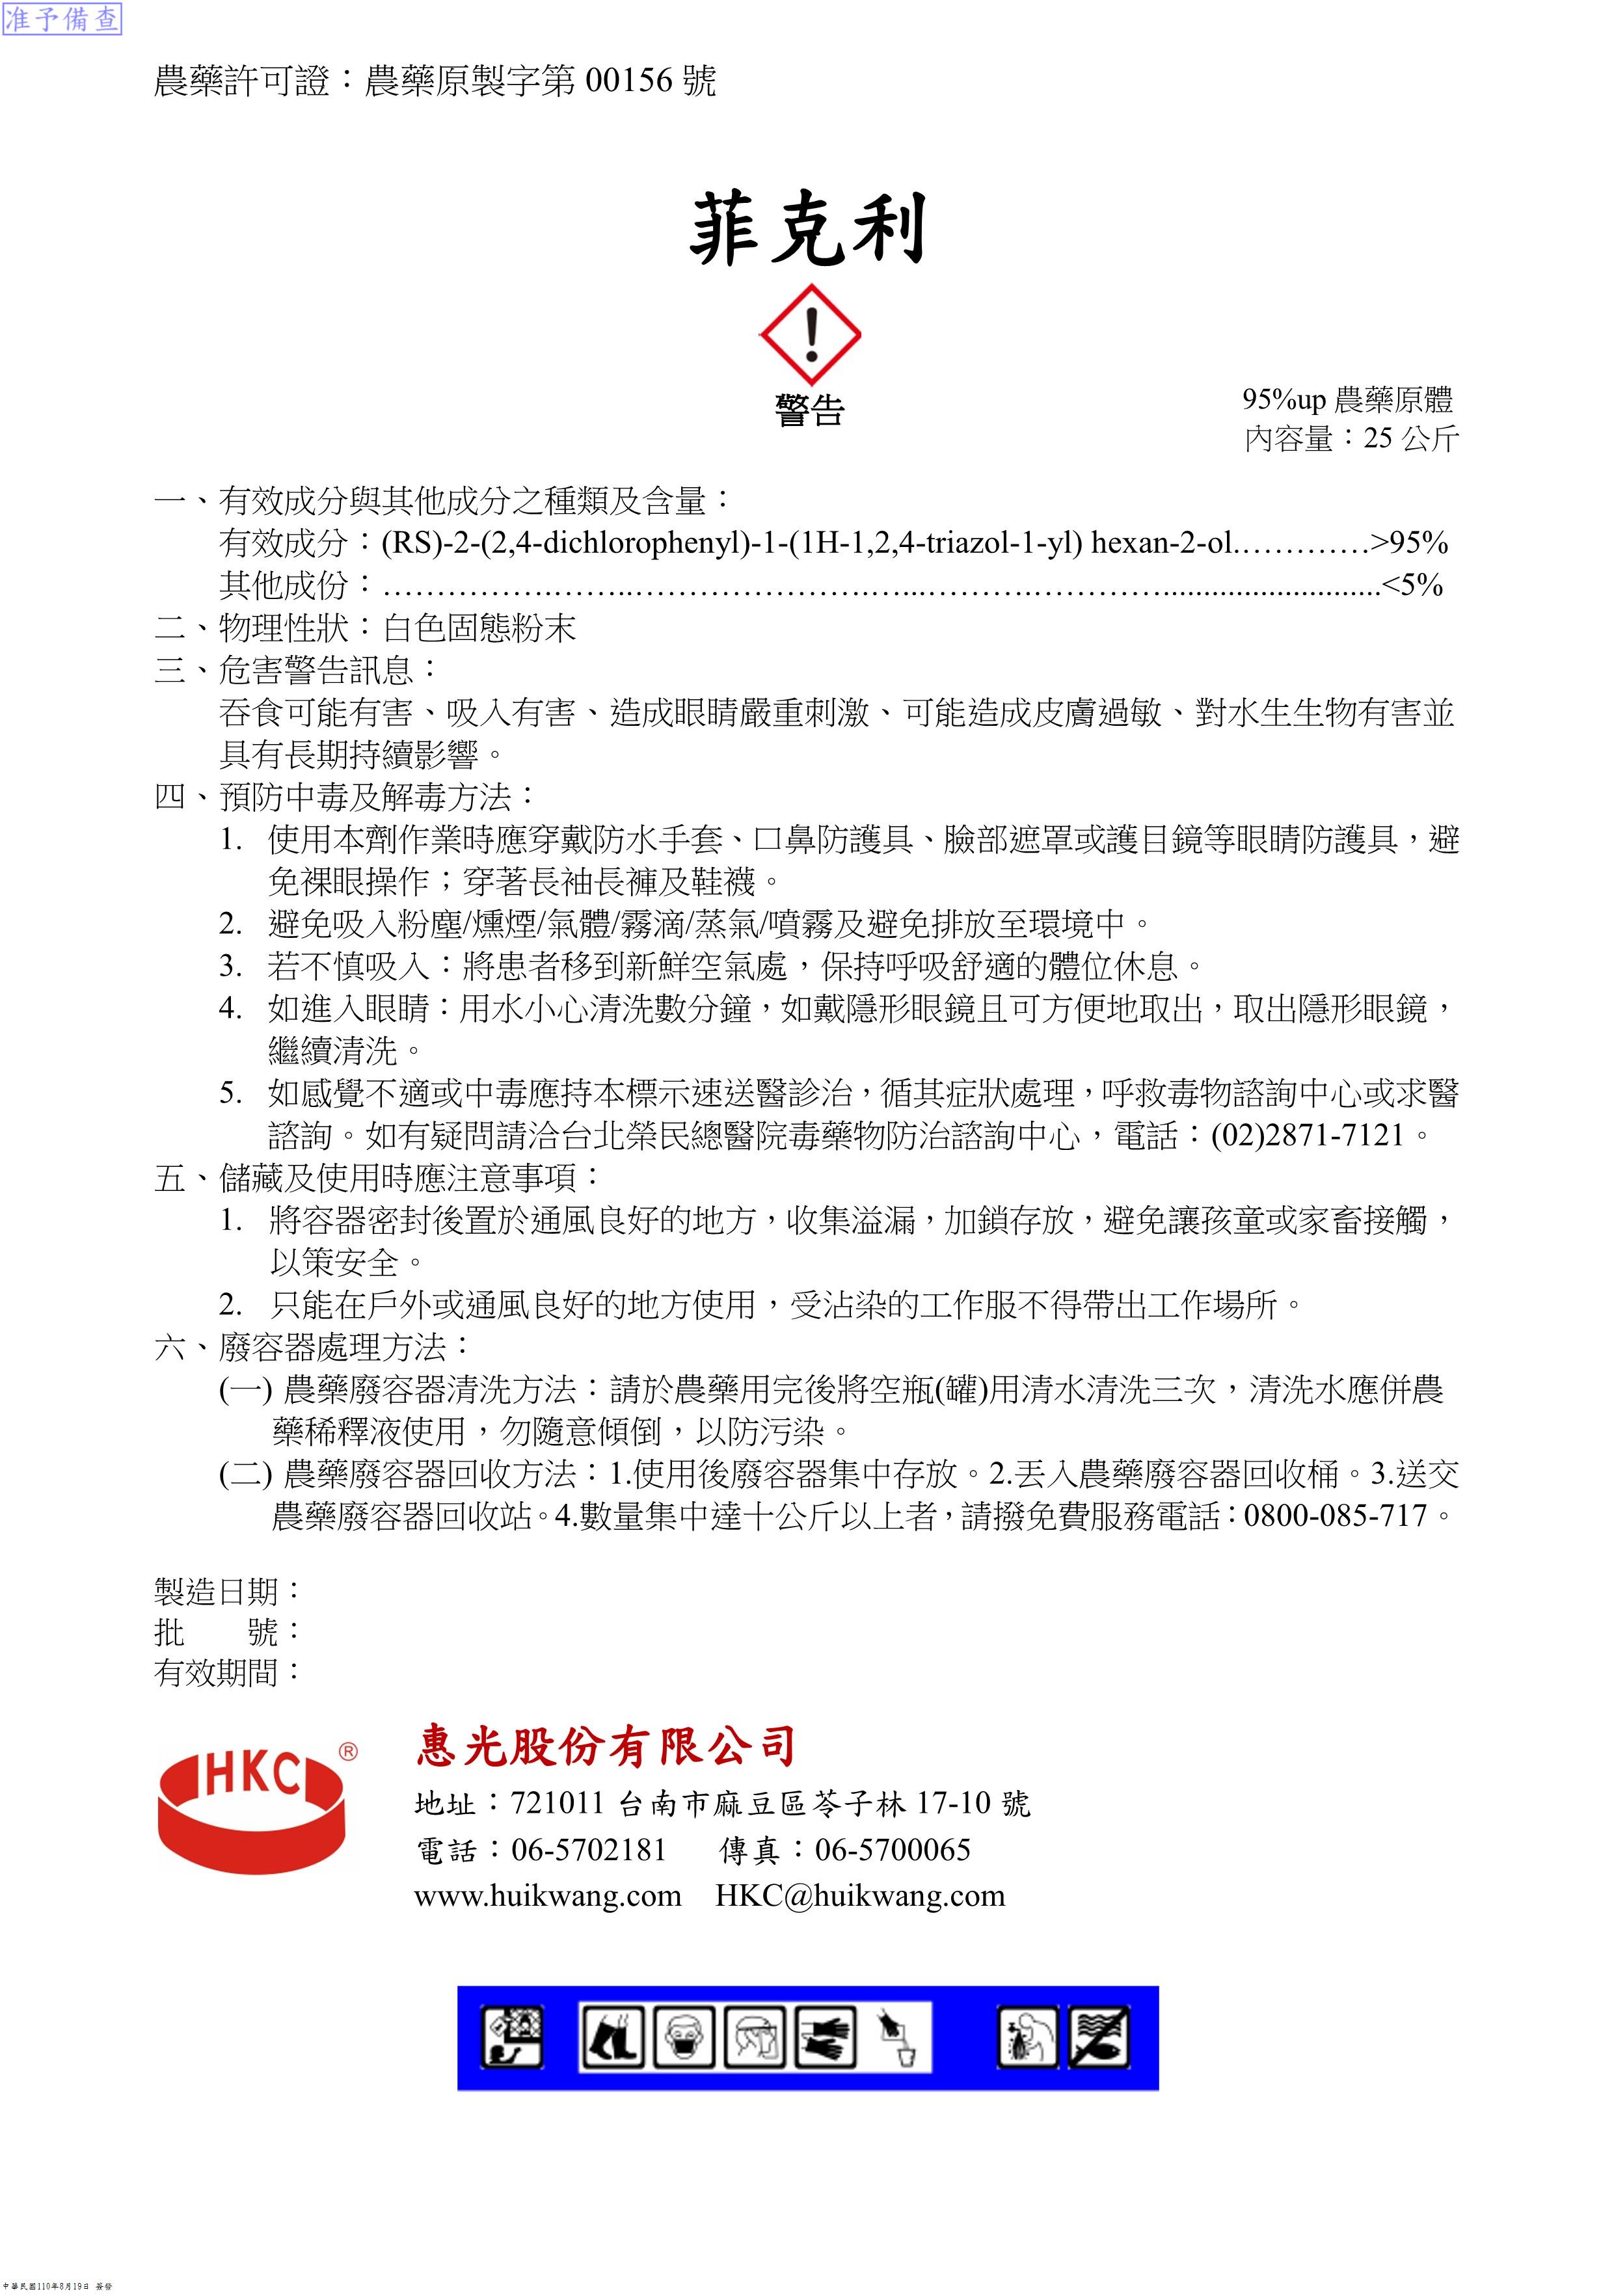 准予備查
農藥許可證：農藥原製字第 00156 號
菲克利
警告
95%up 農藥原體
內容量：25 公斤
一、有效成分與其他成分之種類及含量：
有效成分：(RS)-2-(2,4-dichlorophenyl)-1-(1H-1,2,4-triazol-1-yl) hexan-2-ol.…………>95%
其他成份：…………………..…………………………..……………………........................<5%
二、物理性狀：白色固態粉末
三、危害警告訊息：
吞食可能有害、吸入有害、造成眼睛嚴重刺激、可能造成皮膚過敏、對水生生物有害並
具有長期持續影響。
四、預防中毒及解毒方法：
1. 使用本劑作業時應穿戴防水手套、口鼻防護具、臉部遮罩或護目鏡等眼睛防護具，避
免裸眼操作；穿著長袖長褲及鞋襪。
2. 避免吸入粉塵/燻煙/氣體/霧滴/蒸氣/噴霧及避免排放至環境中。
3. 若不慎吸入：將患者移到新鮮空氣處，保持呼吸舒適的體位休息。
4. 如進入眼睛：用水小心清洗數分鐘，如戴隱形眼鏡且可方便地取出，取出隱形眼鏡，
繼續清洗。
5. 如感覺不適或中毒應持本標示速送醫診治，循其症狀處理，呼救毒物諮詢中心或求醫
諮詢。如有疑問請洽台北榮民總醫院毒藥物防治諮詢中心，電話：(02)2871-7121。
五、儲藏及使用時應注意事項：
1. 將容器密封後置於通風良好的地方，收集溢漏，加鎖存放，避免讓孩童或家畜接觸，
以策安全。
2. 只能在戶外或通風良好的地方使用，受沾染的工作服不得帶出工作場所。
六、廢容器處理方法：
(一) 農藥廢容器清洗方法：請於農藥用完後將空瓶(罐)用清水清洗三次，清洗水應併農
藥稀釋液使用，勿隨意傾倒，以防污染。
(二) 農藥廢容器回收方法：1.使用後廢容器集中存放。2.丟入農藥廢容器回收桶。3.送交
農藥廢容器回收站。4.數量集中達十公斤以上者，請撥免費服務電話：0800-085-717。
製造日期：
批　　號：
有效期間：
HKC®
惠光股份有限公司
地址：721011 台南市麻豆區苓子林 17-10 號
電話：06-5702181 傳真：06-5700065
www.huikwang.com HKC@huikwang.com
中華民國110年8月19日 簽發